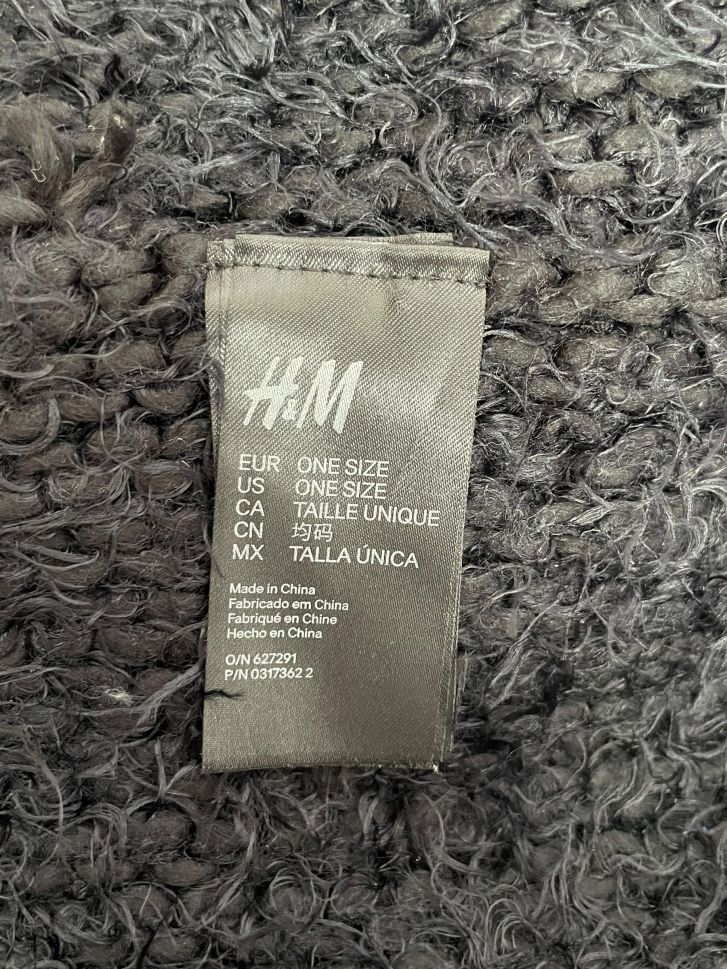 H&M
EUR ONE SIZE
US ONE SIZE
CA TAILLE UNIQUE
CN 均码
MX TALLA ÚNICA
Made in China
Fabricado em China
Fabriqué en Chine
Hecho en China
O/N 627291
P/N 0317362 2